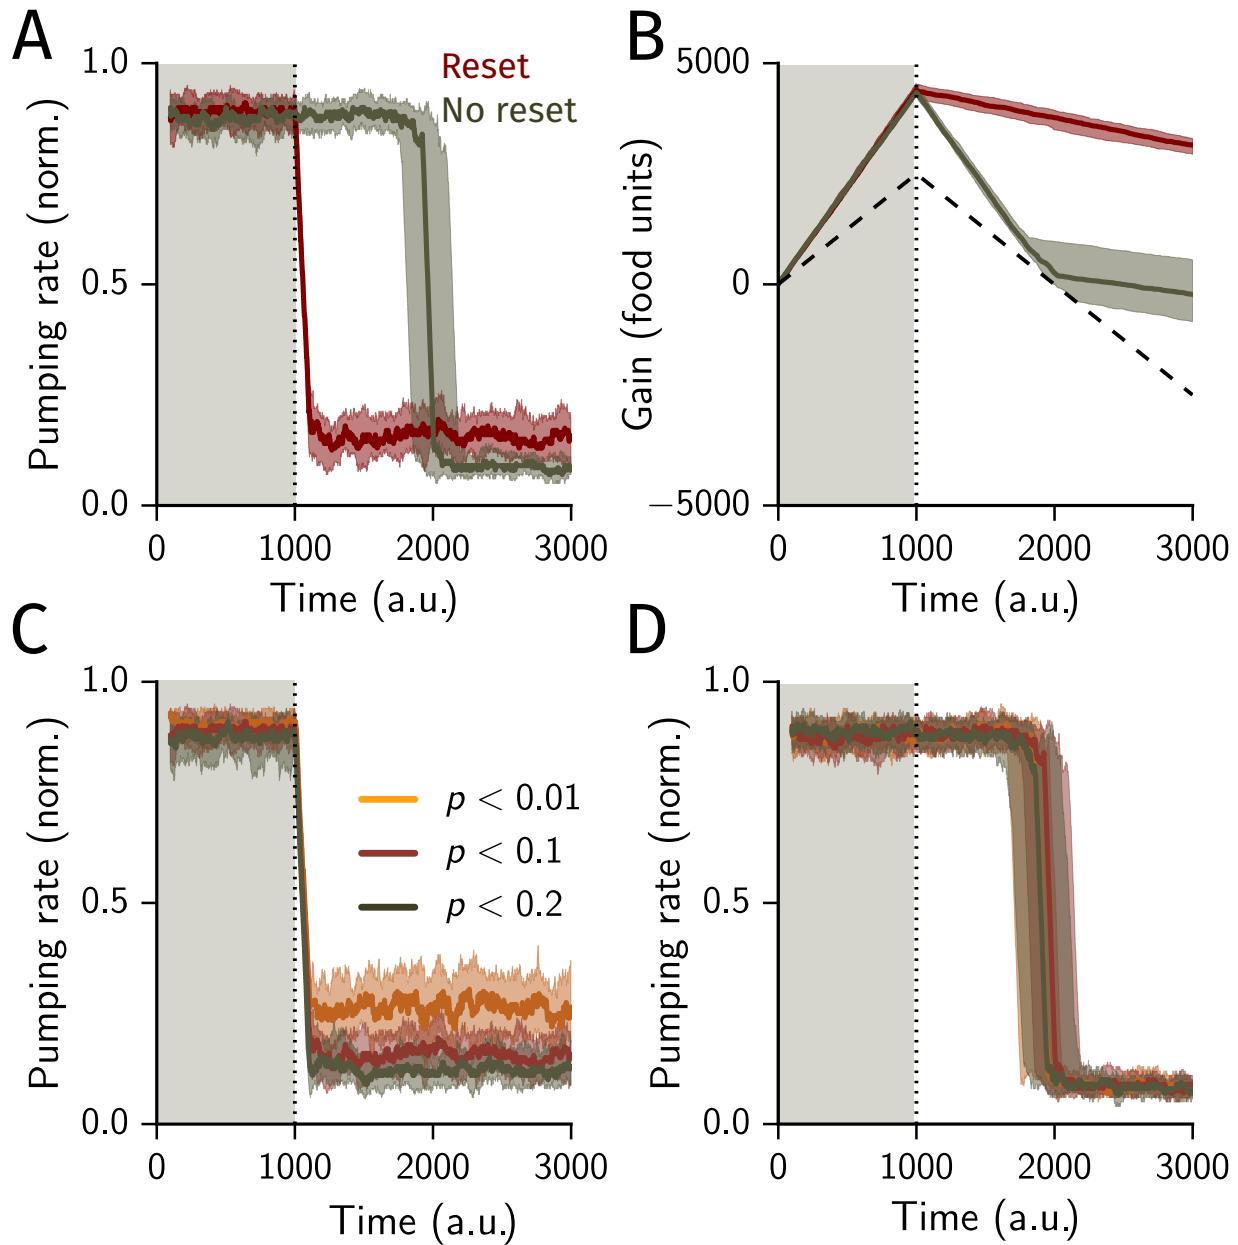 A
B
Reset
No reset
1.0
0.5
0.0
Pumping rate (norm.)
0
1000
2000
3000
Time (a.u.)
5000
0
−5000
Gain (food units)
0
1000
2000
3000
Time (a.u.)
C
D
1.0
0.5
0.0
Pumping rate (norm.)
p < 0.01
p < 0.1
p < 0.2
0
1000
2000
3000
Time (a.u.)
1.0
0.5
0.0
Pumping rate (norm.)
0
1000
2000
3000
Time (a.u.)